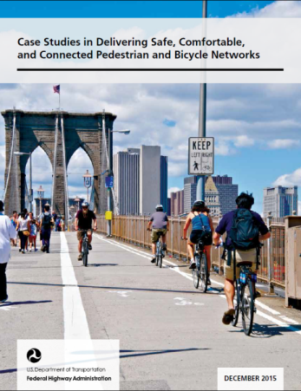 Case Studies in Delivering Safe, Comfortable,
and Connected Pedestrian and Bicycle Networks
KEEP
RIGHT
U.S. Department of Transportation
Federal Highway Administration
DECEMBER 2015